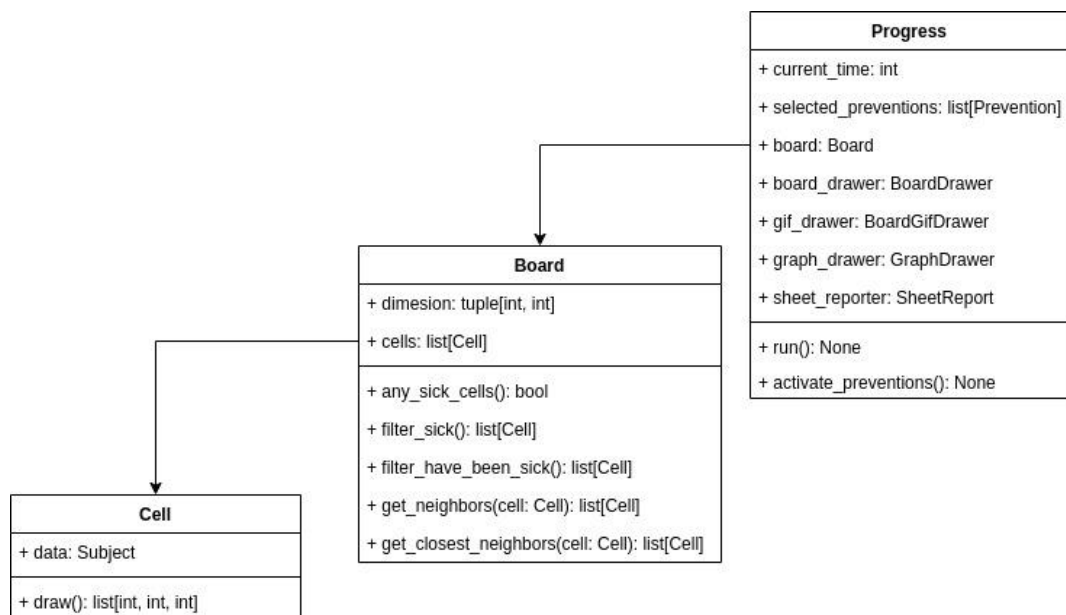 Progress
+ current_time: int
+ selected_preventions: list[Prevention]
+ board: Board
+ board_drawer: BoardDrawer
+ gif_drawer: BoardGifDrawer
+ graph_drawer: GraphDrawer
+ sheet_reporter: SheetReport
+ run(): None
+ activate_preventions(): None
Board
+ dimesion: tuple[int, int]
+ cells: list[Cell]
+ any_sick_cells(): bool
+ filter_sick(): list[Cell]
+ filter_have_been_sick(): list[Cell]
+ get_neighbors(cell: Cell): list[Cell]
+ get_closest_neighbors(cell: Cell): list[Cell]
Cell
+ data: Subject
+ draw(): list[int, int, int]